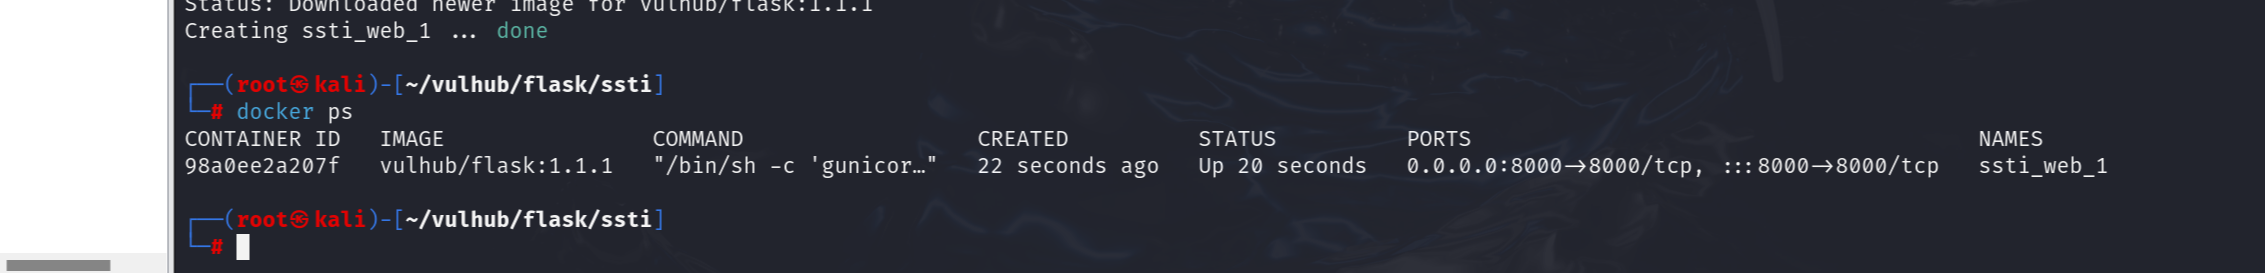 Status: Downloaded newer image for vulhub/flask:1.1.1
Creating ssti_web_1 ... done
┌──(root㉿kali)-[~/vulhub/flask/ssti]
└─# docker ps
CONTAINER ID   IMAGE                COMMAND                  CREATED          STATUS          PORTS                                       NAMES
98a0ee2a207f   vulhub/flask:1.1.1   "/bin/sh -c 'gunicor…"   22 seconds ago   Up 20 seconds   0.0.0.0:8000->8000/tcp, :::8000->8000/tcp   ssti_web_1
┌──(root㉿kali)-[~/vulhub/flask/ssti]
└─#